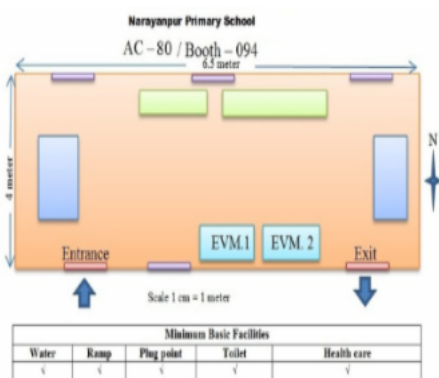 Narayanpur Primary School
AC – 80 / Booth – 094
6.5 meter
4 meter
N
EVM.1 EVM. 2
Entrance Exit
Scale 1 cm = 1 meter
Minimum Basic Facilities
Water Ramp Plug point Toilet Health care
√ √ √ √ √